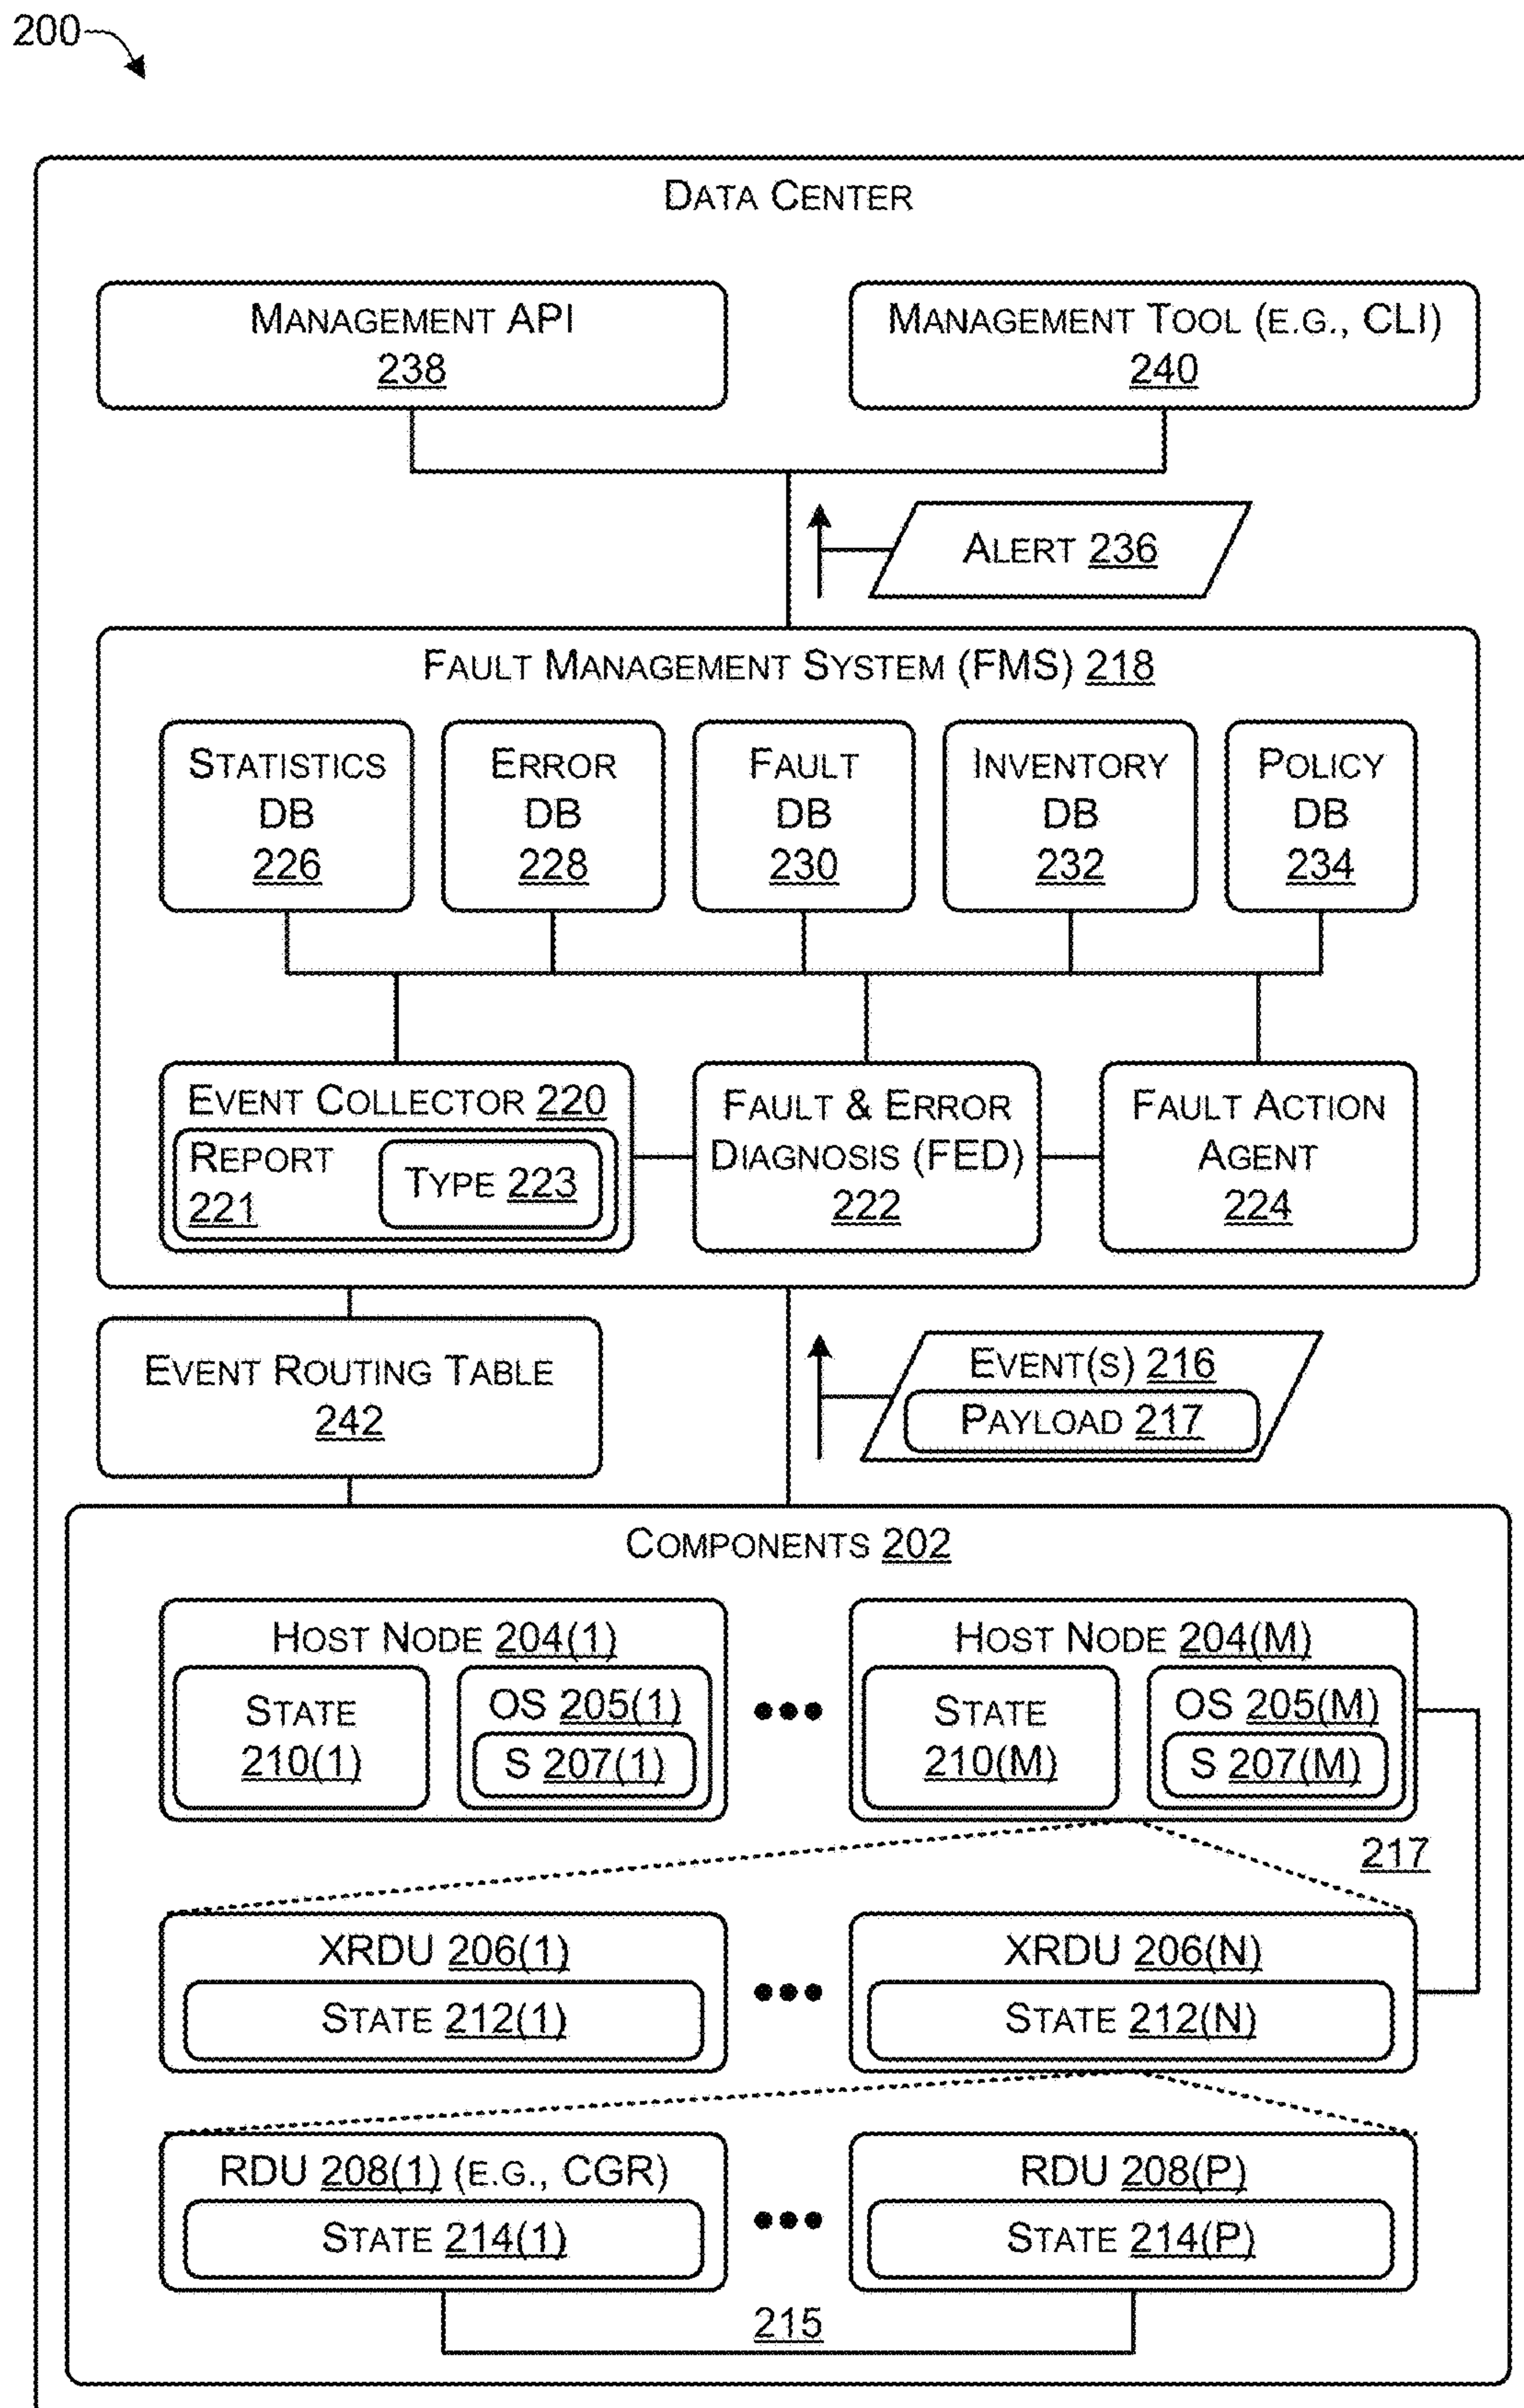 200
DATA CENTER
MANAGEMENT API
238
MANAGEMENT TOOL (E.G., CLI)
240
ALERT 236
FAULT MANAGEMENT SYSTEM (FMS) 218
STATISTICS
DB
226
ERROR
DB
228
FAULT
DB
230
INVENTORY
DB
232
POLICY
DB
234
EVENT COLLECTOR 220
REPORT
221
TYPE 223
FAULT & ERROR
DIAGNOSIS (FED)
222
FAULT ACTION
AGENT
224
EVENT ROUTING TABLE
242
EVENT(S) 216
PAYLOAD 217
COMPONENTS 202
HOST NODE 204(1)
STATE
210(1)
OS 205(1)
S 207(1)
HOST NODE 204(M)
STATE
210(M)
OS 205(M)
S 207(M)
217
XRDU 206(1)
STATE 212(1)
XRDU 206(N)
STATE 212(N)
RDU 208(1) (E.G., CGR)
STATE 214(1)
RDU 208(P)
STATE 214(P)
215